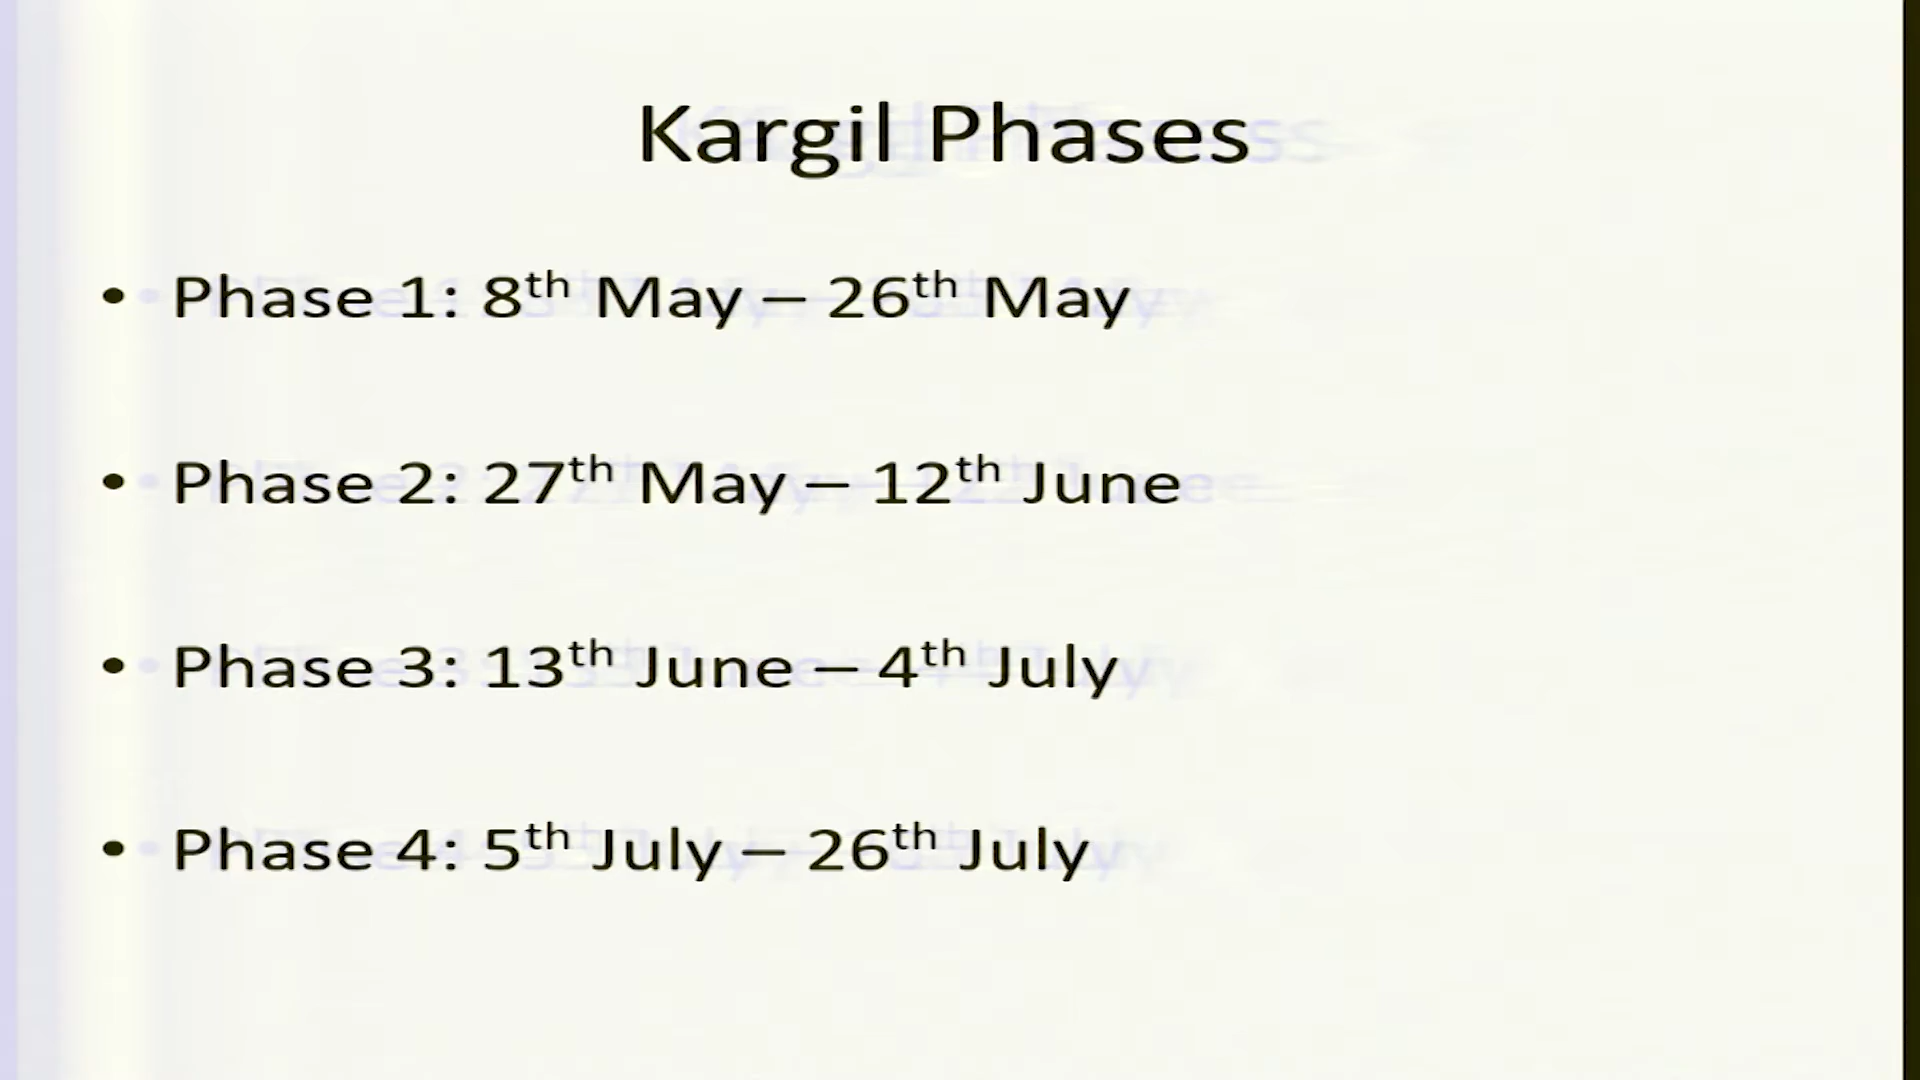 Kargil Phases
• Phase 1: 8th May – 26th May
• Phase 2: 27th May – 12th June
• Phase 3: 13th June – 4th July
• Phase 4: 5th July – 26th July